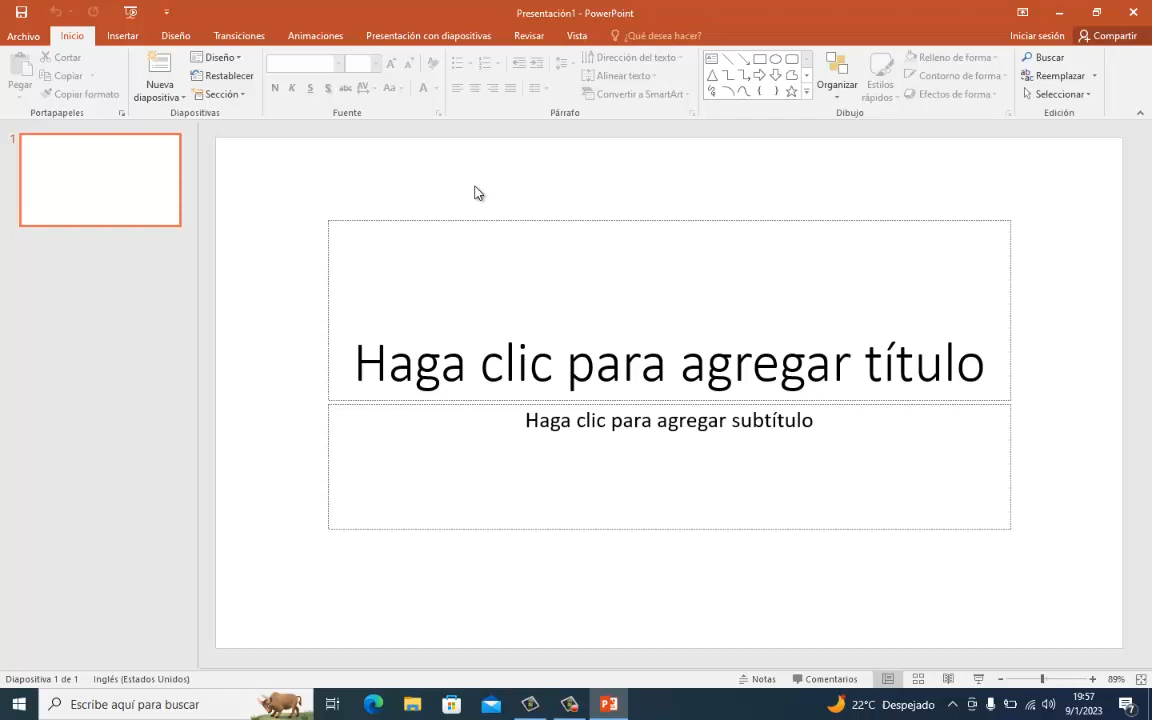 Presentación1 - PowerPoint
Archivo Inicio Insertar Diseño Transiciones Animaciones Presentación con diapositivas Revisar Vista ¿Qué desea hacer? Iniciar sesión Compartir
Pegar
Cortar
Copiar
Copiar formato
Portapapeles
Nueva diapositiva
Diseño
Restablecer
Sección
Diapositivas
N K S S abc AV Aa A
Fuente
Dirección del texto
Alinear texto
Convertir a SmartArt
Párrafo
Organizar
Estilos rápidos
Relleno de forma
Contorno de forma
Efectos de forma
Dibujo
Buscar
Reemplazar
Seleccionar
Edición
1
Haga clic para agregar título
Haga clic para agregar subtítulo
Diapositiva 1 de 1 Inglés (Estados Unidos) Notas Comentarios 89%
Escribe aquí para buscar
22°C Despejado
19:57
9/1/2023
7